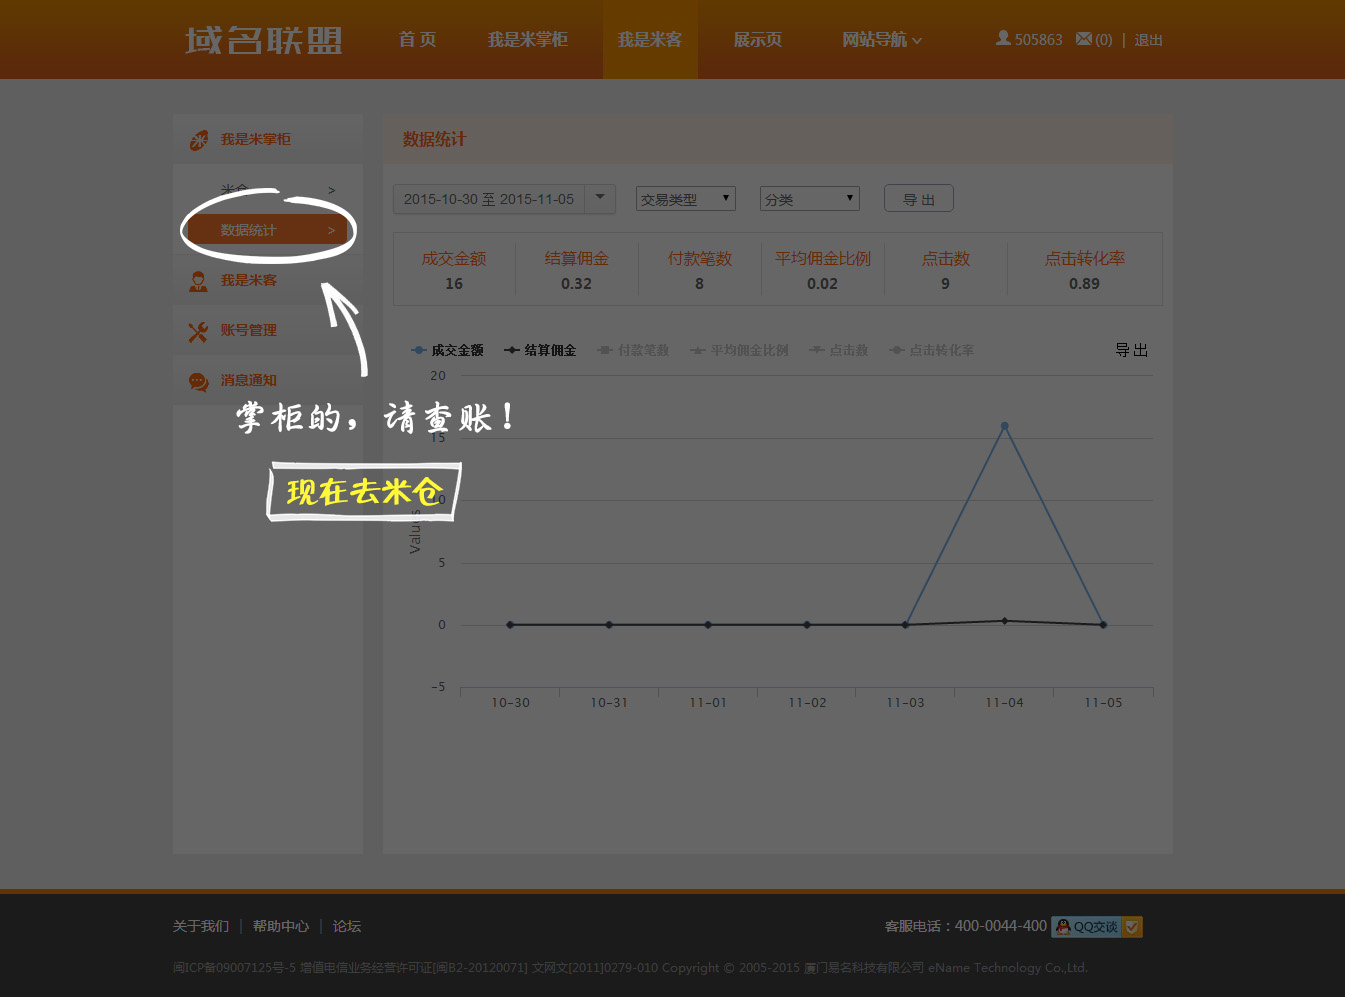 域名联盟
首 页 我是米掌柜 我是米客 展示页 网站导航 505863 (0) | 退出
我是米掌柜
米仓 >
数据统计 >
我是米客
账号管理
消息通知
数据统计
2015-10-30 至 2015-11-05 交易类型 分类 导 出
成交金额 结算佣金 付款笔数 平均佣金比例 点击数 点击转化率
16 0.32 8 0.02 9 0.89
成交金额 结算佣金 付款笔数 平均佣金比例 点击数 点击转化率 导 出
20
15
10
5
0
-5
Values
10-30 10-31 11-01 11-02 11-03 11-04 11-05
掌柜的，请查账！
现在去米仓
关于我们 | 帮助中心 | 论坛
客服电话：400-0044-400 QQ交谈
闽ICP备09007125号-5 增值电信业务经营许可证[闽B2-20120071] 文网文[2011]0279-010 Copyright © 2005-2015 厦门易名科技有限公司 eName Technology Co.,Ltd.